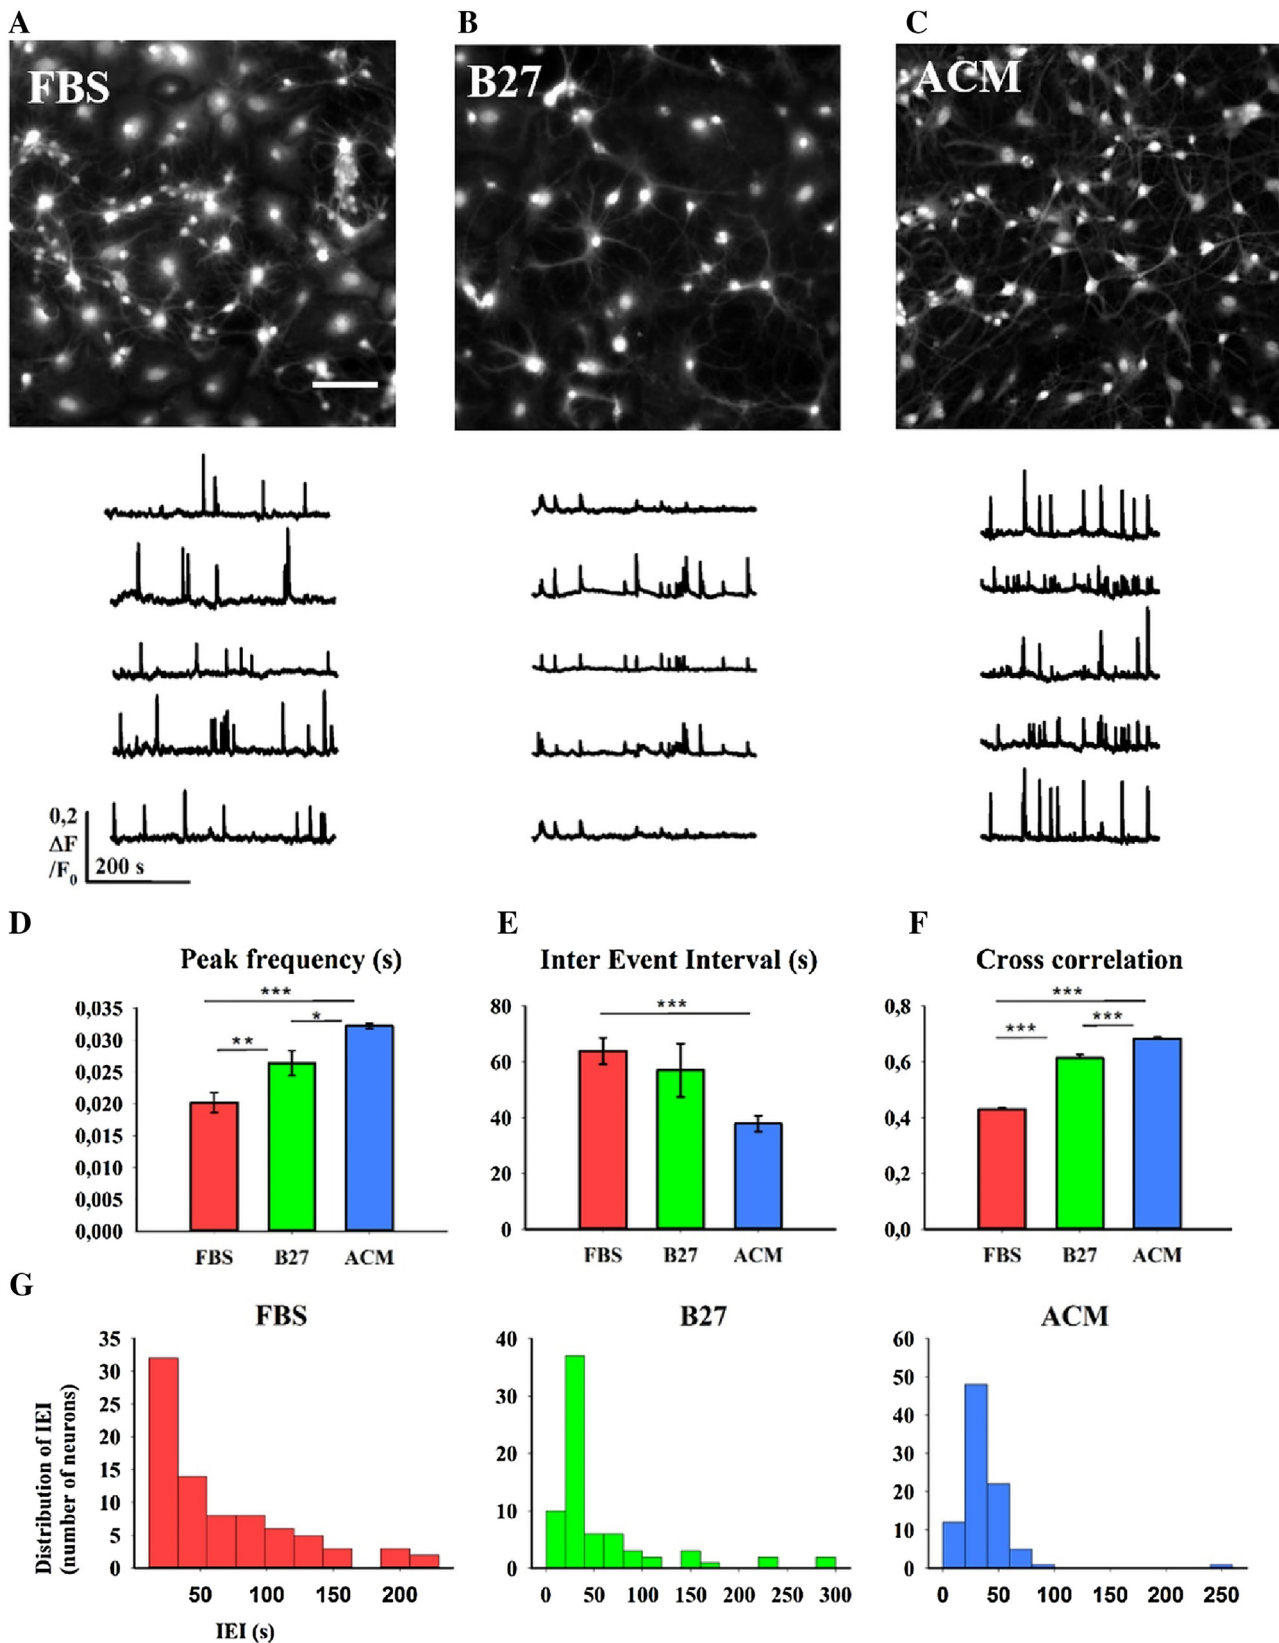 A B C
FBS B27 ACM
0,2
ΔF
/F0
200 s
D E F
Peak frequency (s) Inter Event Interval (s) Cross correlation
*** *** ***
** * *** ***
0,035
0,030
0,025
0,020
0,015
0,010
0,005
0,000
FBS B27 ACM
80
60
40
20
0
FBS B27 ACM
0,8
0,6
0,4
0,2
0,0
FBS B27 ACM
G
FBS B27 ACM
Distribution of IEI
(number of neurons)
35
30
25
20
15
10
5
0
50 100 150 200
IEI (s)
40
30
20
10
0
0 50 100 150 200 250 300
60
50
40
30
20
10
0
0 50 100 150 200 250